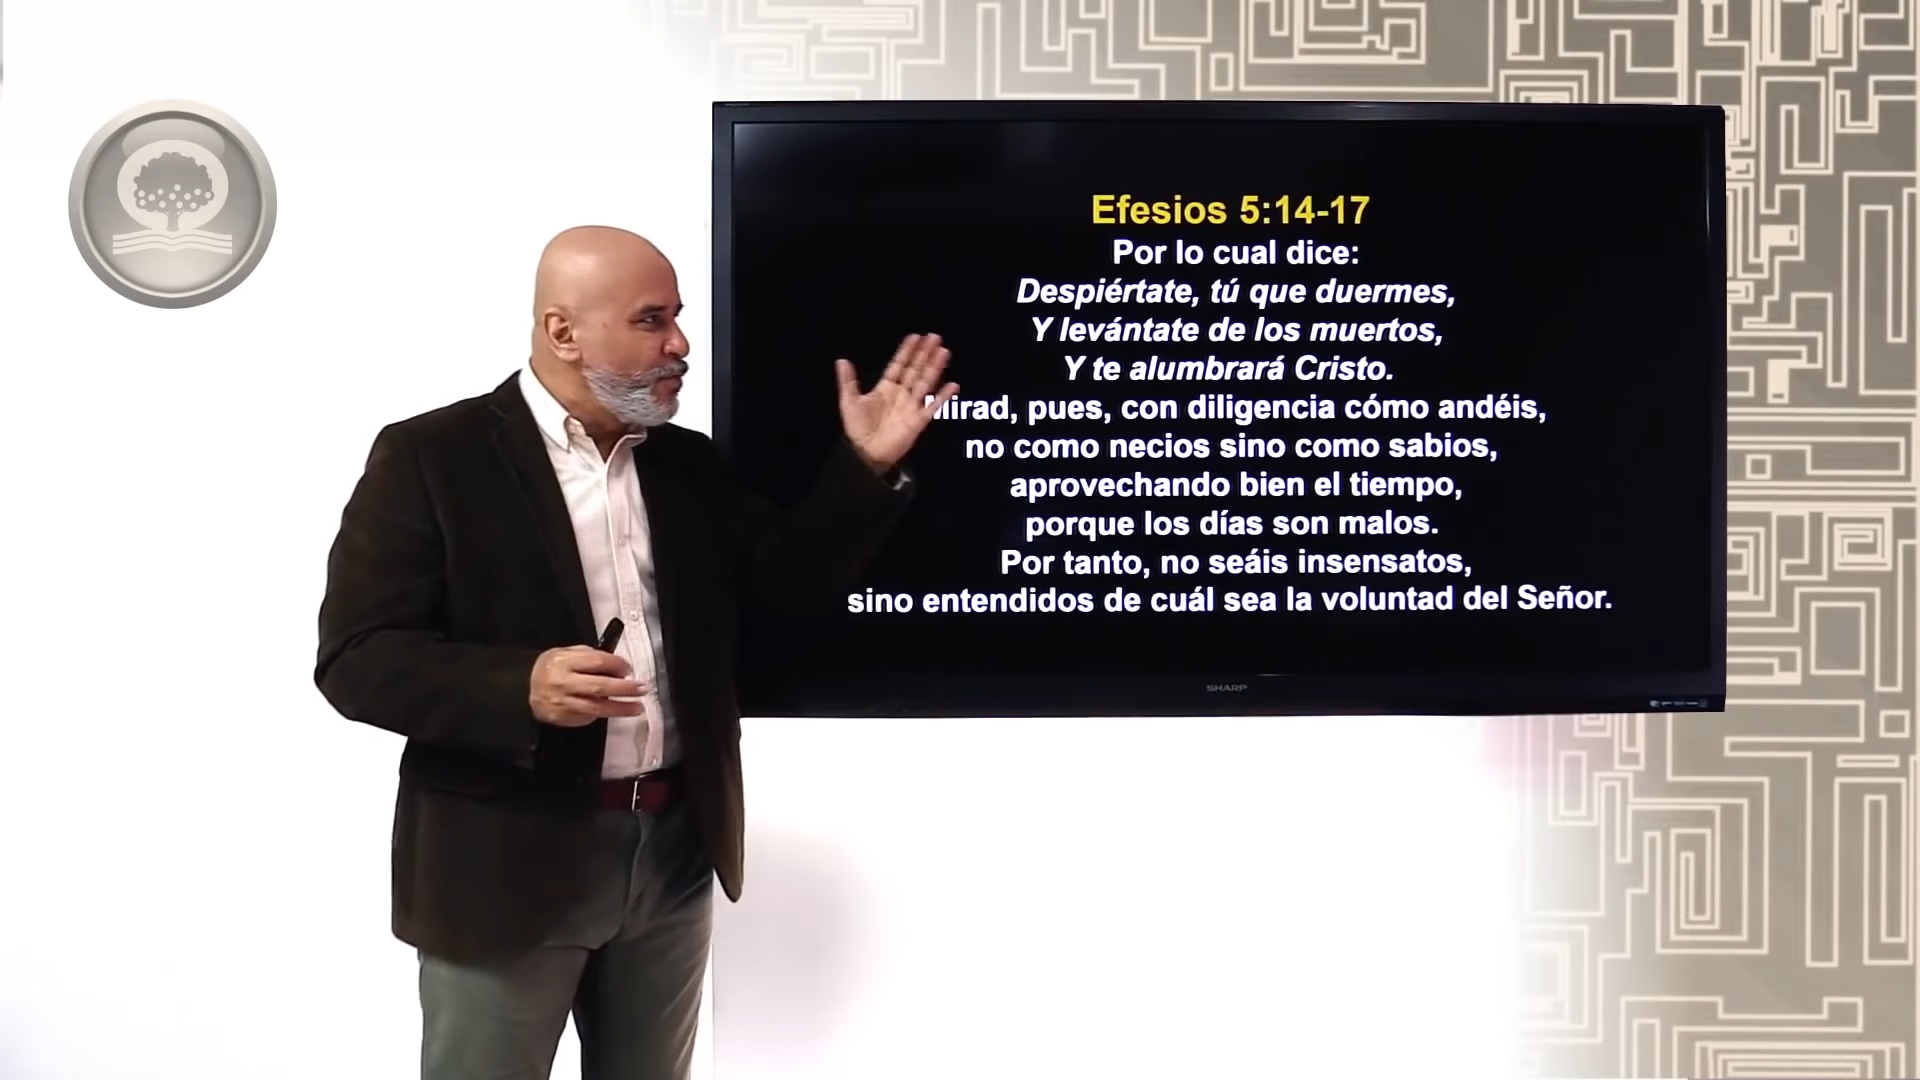 Efesios 5:14-17
Por lo cual dice:
Despiértate, tú que duermes,
Y levántate de los muertos,
Y te alumbrará Cristo.
Mirad, pues, con diligencia cómo andéis,
no como necios sino como sabios,
aprovechando bien el tiempo,
porque los días son malos.
Por tanto, no seáis insensatos,
sino entendidos de cuál sea la voluntad del Señor.
SHARP